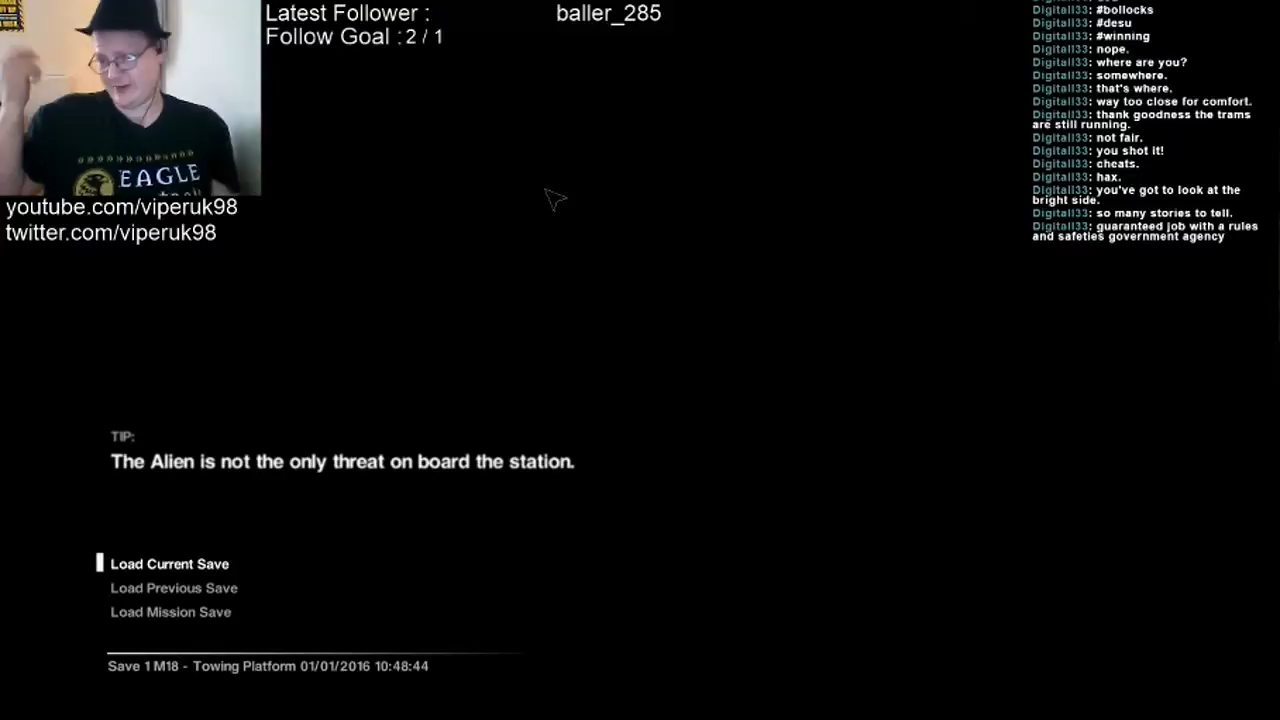 Latest Follower : baller_285
Follow Goal : 2 / 1
EAGLE
youtube.com/viperuk98
twitter.com/viperuk98
Digitall33: #bollocks
Digitall33: #desu
Digitall33: #winning
Digitall33: nope.
Digitall33: where are you?
Digitall33: somewhere.
Digitall33: that's where.
Digitall33: way too close for comfort.
Digitall33: thank goodness the trams
are still running.
Digitall33: not fair.
Digitall33: you shot it!
Digitall33: cheats.
Digitall33: hax.
Digitall33: you've got to look at the
bright side.
Digitall33: so many stories to tell.
Digitall33: guaranteed job with a rules
and safeties government agency
TIP:
The Alien is not the only threat on board the station.
Load Current Save
Load Previous Save
Load Mission Save
Save 1 M18 - Towing Platform 01/01/2016 10:48:44